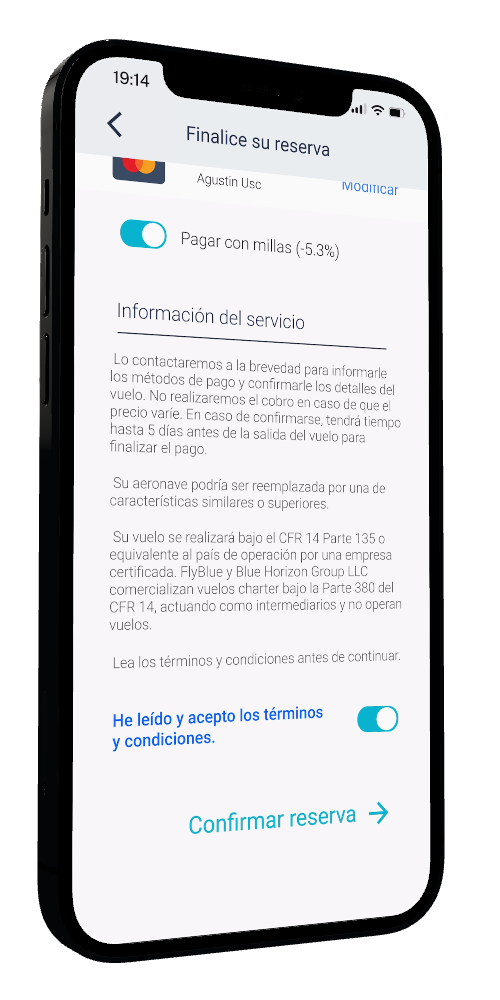 19:14
Finalice su reserva
Agustin Usc
Modificar
Pagar con millas (-5.3%)
Información del servicio
Lo contactaremos a la brevedad para informarle
los métodos de pago y confirmarle los detalles del
vuelo. No realizaremos el cobro en caso de que el
precio varíe. En caso de confirmarse, tendrá tiempo
hasta 5 días antes de la salida del vuelo para
finalizar el pago.
Su aeronave podría ser reemplazada por una de
características similares o superiores.
Su vuelo se realizará bajo el CFR 14 Parte 135 o
equivalente al país de operación por una empresa
certificada. FlyBlue y Blue Horizon Group LLC
comercializan vuelos charter bajo la Parte 380 del
CFR 14, actuando como intermediarios y no operan
vuelos.
Lea los términos y condiciones antes de continuar.
He leído y acepto los términos
y condiciones.
Confirmar reserva